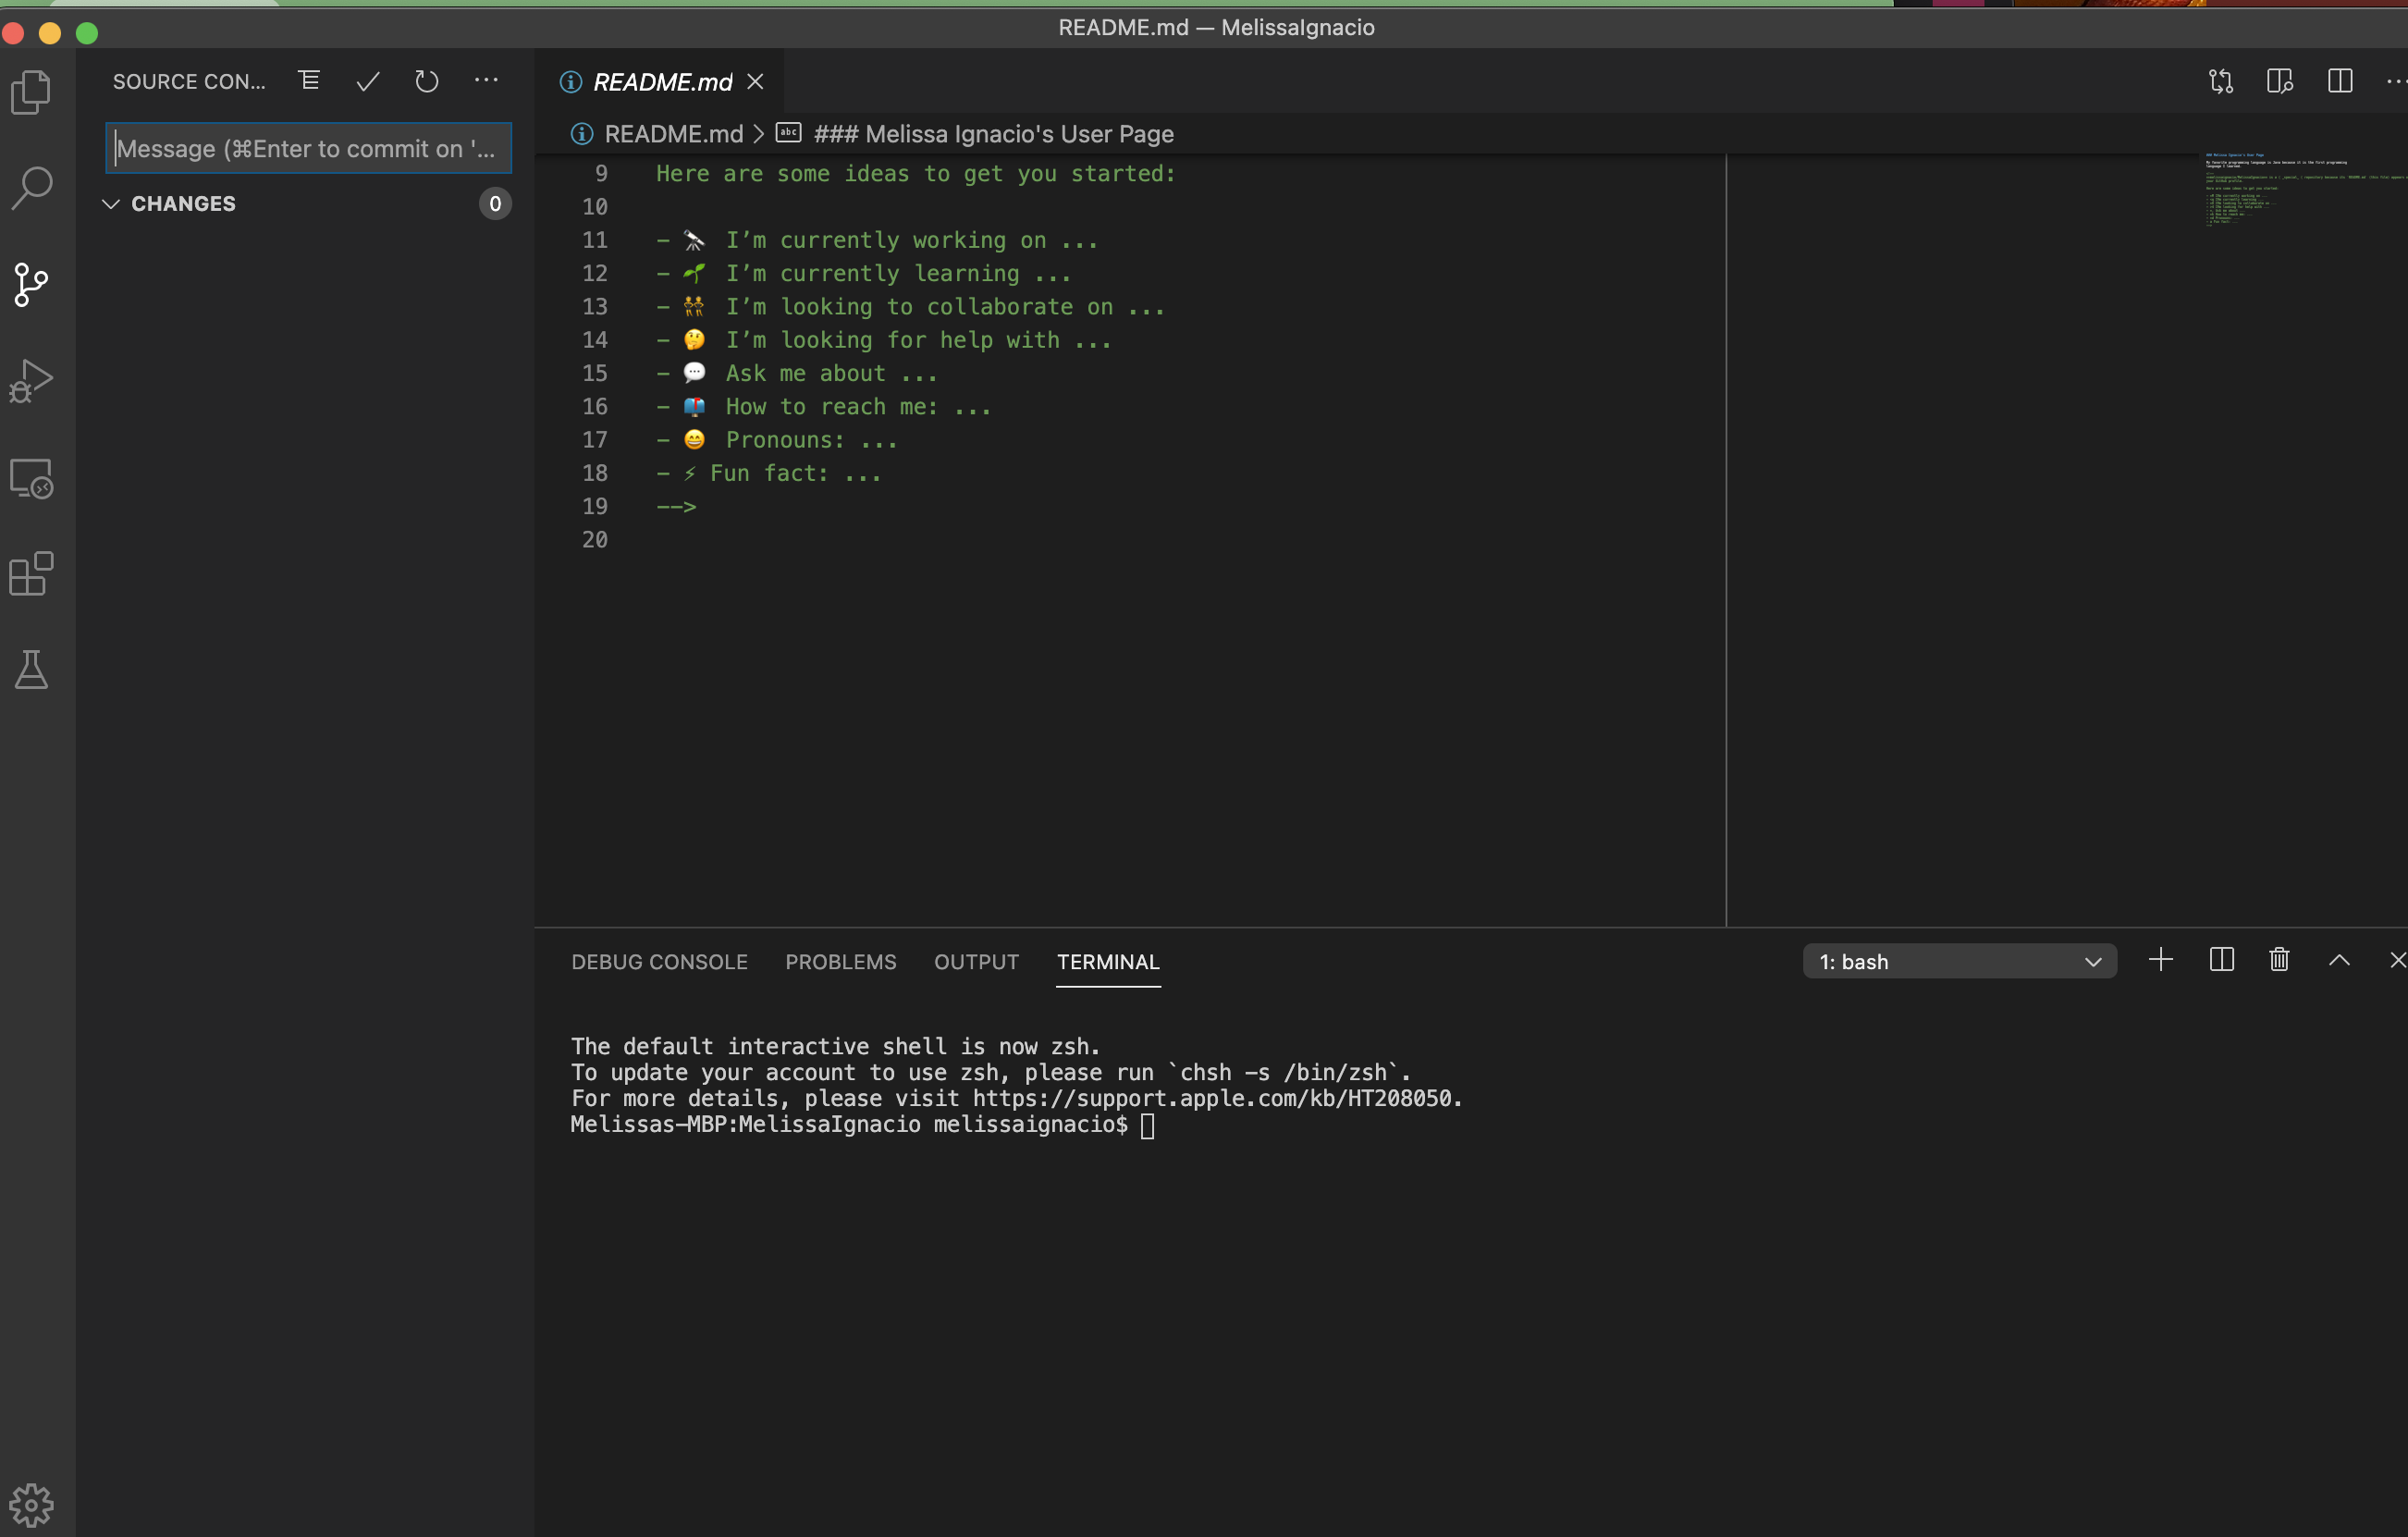 README.md — MelissaIgnacio
SOURCE CON...
README.md
Message (⌘Enter to commit on '...
README.md > ### Melissa Ignacio's User Page
CHANGES
0
9 Here are some ideas to get you started:
10
11 - 🔭 I’m currently working on ...
12 - 🌱 I’m currently learning ...
13 - 👯 I’m looking to collaborate on ...
14 - 🤔 I’m looking for help with ...
15 - 💬 Ask me about ...
16 - 📫 How to reach me: ...
17 - 😄 Pronouns: ...
18 - ⚡ Fun fact: ...
19 -->
20
DEBUG CONSOLE PROBLEMS OUTPUT TERMINAL
1: bash
The default interactive shell is now zsh.
To update your account to use zsh, please run `chsh -s /bin/zsh`.
For more details, please visit https://support.apple.com/kb/HT208050.
Melissas-MBP:MelissaIgnacio melissaignacio$